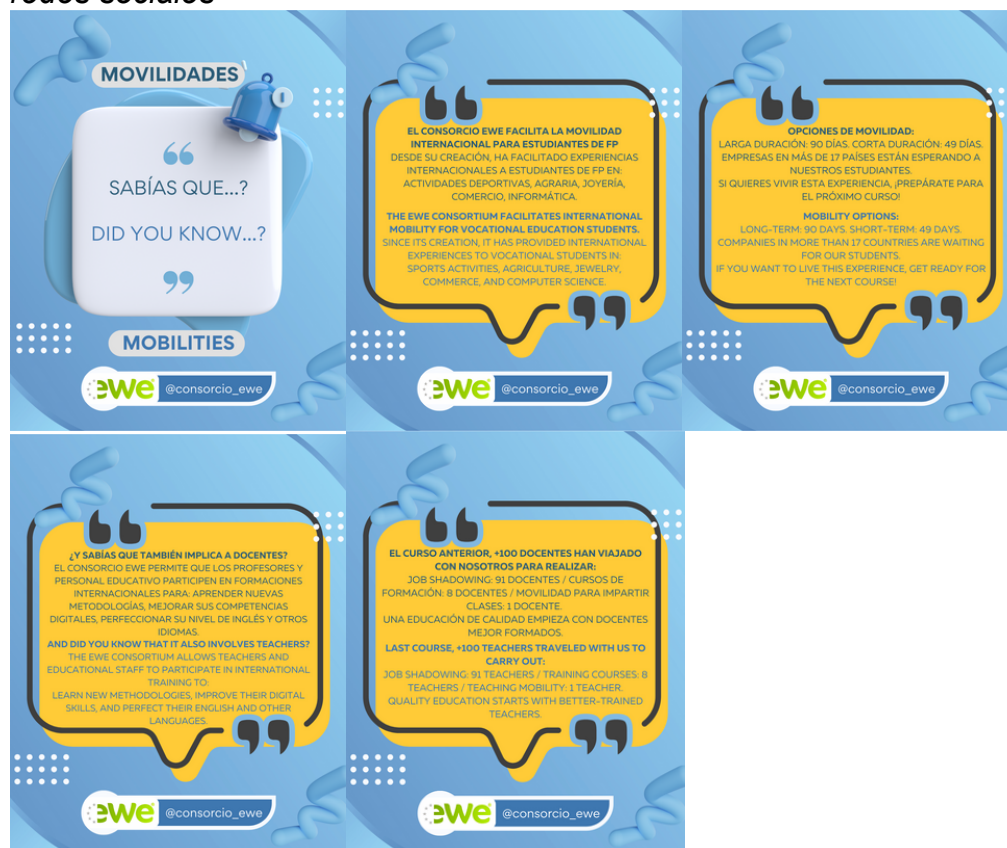 redes sociales
MOVILIDADES
SABÍAS QUE...?
DID YOU KNOW...?
MOBILITIES
ewe
@consorcio_ewe
EL CONSORCIO EWE FACILITA LA MOVILIDAD
INTERNACIONAL PARA ESTUDIANTES DE FP
DESDE SU CREACIÓN, HA FACILITADO EXPERIENCIAS
INTERNACIONALES A ESTUDIANTES DE FP EN:
ACTIVIDADES DEPORTIVAS, AGRARIA, JOYERÍA,
COMERCIO, INFORMÁTICA.
THE EWE CONSORTIUM FACILITATES INTERNATIONAL
MOBILITY FOR VOCATIONAL EDUCATION STUDENTS.
SINCE ITS CREATION, IT HAS PROVIDED INTERNATIONAL
EXPERIENCES TO VOCATIONAL STUDENTS IN:
SPORTS ACTIVITIES, AGRICULTURE, JEWELRY,
COMMERCE, AND COMPUTER SCIENCE.
ewe
@consorcio_ewe
OPCIONES DE MOVILIDAD:
LARGA DURACIÓN: 90 DÍAS. CORTA DURACIÓN: 49 DÍAS.
EMPRESAS EN MÁS DE 17 PAÍSES ESTÁN ESPERANDO A
NUESTROS ESTUDIANTES.
SI QUIERES VIVIR ESTA EXPERIENCIA, ¡PREPÁRATE PARA
EL PRÓXIMO CURSO!
MOBILITY OPTIONS:
LONG-TERM: 90 DAYS. SHORT-TERM: 49 DAYS.
COMPANIES IN MORE THAN 17 COUNTRIES ARE WAITING
FOR OUR STUDENTS.
IF YOU WANT TO LIVE THIS EXPERIENCE, GET READY FOR
THE NEXT COURSE!
ewe
@consorcio_ewe
¿Y SABÍAS QUE TAMBIÉN IMPLICA A DOCENTES?
EL CONSORCIO EWE PERMITE QUE LOS PROFESORES Y
PERSONAL EDUCATIVO PARTICIPEN EN FORMACIONES
INTERNACIONALES PARA: APRENDER NUEVAS
METODOLOGÍAS, MEJORAR SUS COMPETENCIAS
DIGITALES, PERFECCIONAR SU NIVEL DE INGLÉS Y OTROS
IDIOMAS.
AND DID YOU KNOW THAT IT ALSO INVOLVES TEACHERS?
THE EWE CONSORTIUM ALLOWS TEACHERS AND
EDUCATIONAL STAFF TO PARTICIPATE IN INTERNATIONAL
TRAINING TO:
LEARN NEW METHODOLOGIES, IMPROVE THEIR DIGITAL
SKILLS, AND PERFECT THEIR ENGLISH AND OTHER
LANGUAGES.
ewe
@consorcio_ewe
EL CURSO ANTERIOR, +100 DOCENTES HAN VIAJADO
CON NOSOTROS PARA REALIZAR:
JOB SHADOWING: 91 DOCENTES / CURSOS DE
FORMACIÓN: 8 DOCENTES / MOVILIDAD PARA IMPARTIR
CLASES: 1 DOCENTE.
UNA EDUCACIÓN DE CALIDAD EMPIEZA CON DOCENTES
MEJOR FORMADOS.
LAST COURSE, +100 TEACHERS TRAVELED WITH US TO
CARRY OUT:
JOB SHADOWING: 91 TEACHERS / TRAINING COURSES: 8
TEACHERS / TEACHING MOBILITY: 1 TEACHER.
QUALITY EDUCATION STARTS WITH BETTER-TRAINED
TEACHERS.
ewe
@consorcio_ewe